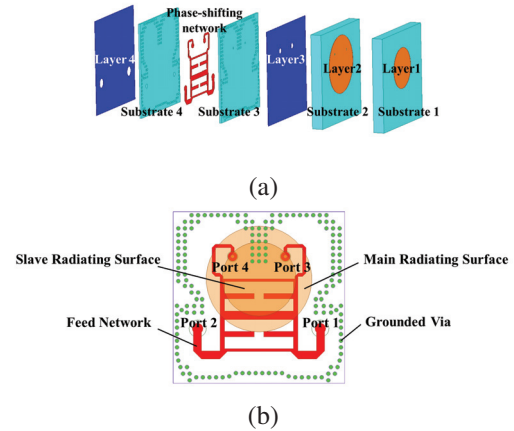 Phase-shifting
network
Layer 4
Layer3
Layer2
Layer1
Substrate 4
Substrate 3
Substrate 2
Substrate 1
(a)
Slave Radiating Surface
Port 4
Port 3
Main Radiating Surface
Feed Network
Port 2
Port 1
Grounded Via
(b)